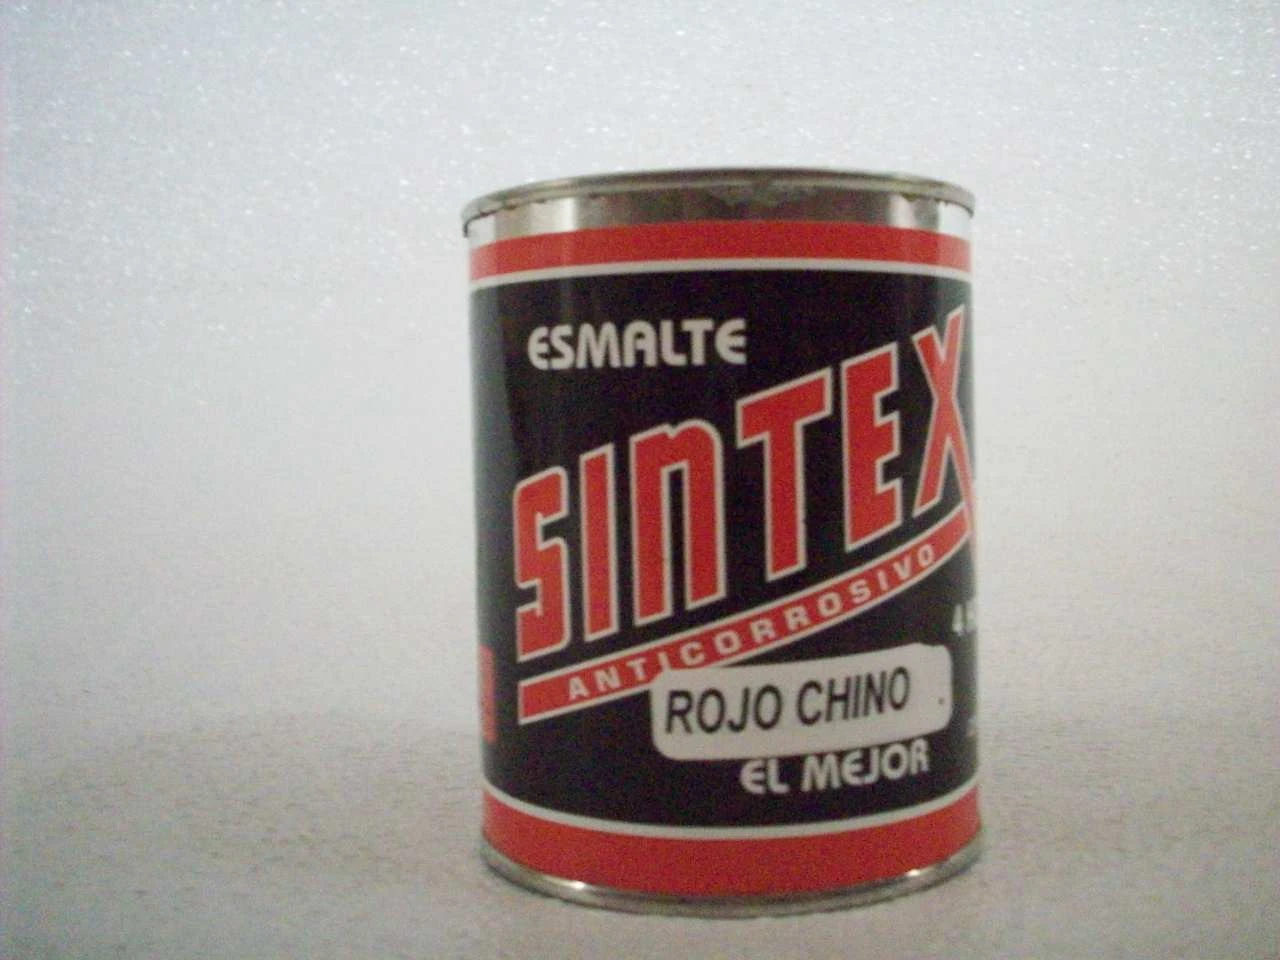 ESMALTE
SINTEX
ANTICORROSIVO
ROJO CHINO
EL MEJOR